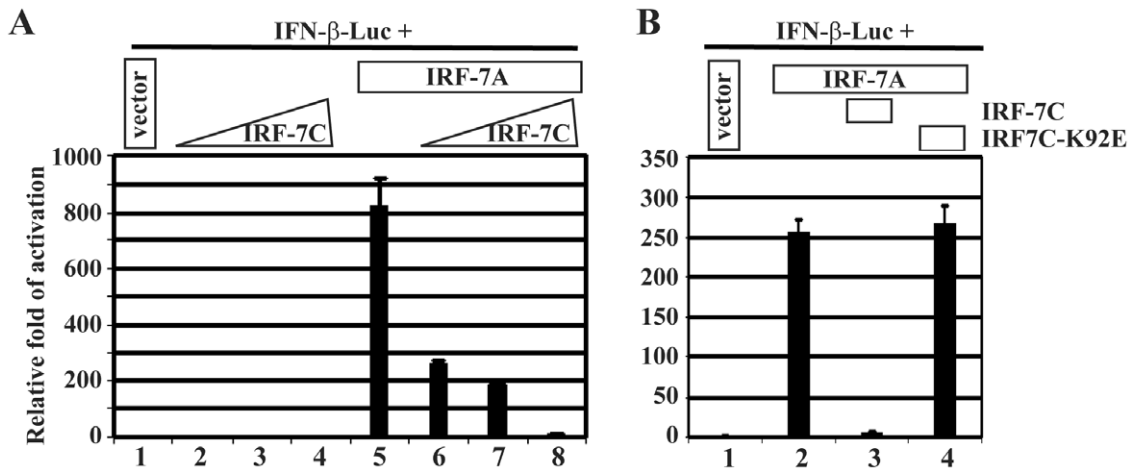 A
IFN-β-Luc +
vector
IRF-7A
IRF-7C
IRF-7C
Relative fold of activation
1000
800
600
400
200
0
1 2 3 4 5 6 7 8
B
IFN-β-Luc +
vector
IRF-7A
IRF-7C
IRF7C-K92E
350
300
250
200
150
100
50
0
1 2 3 4